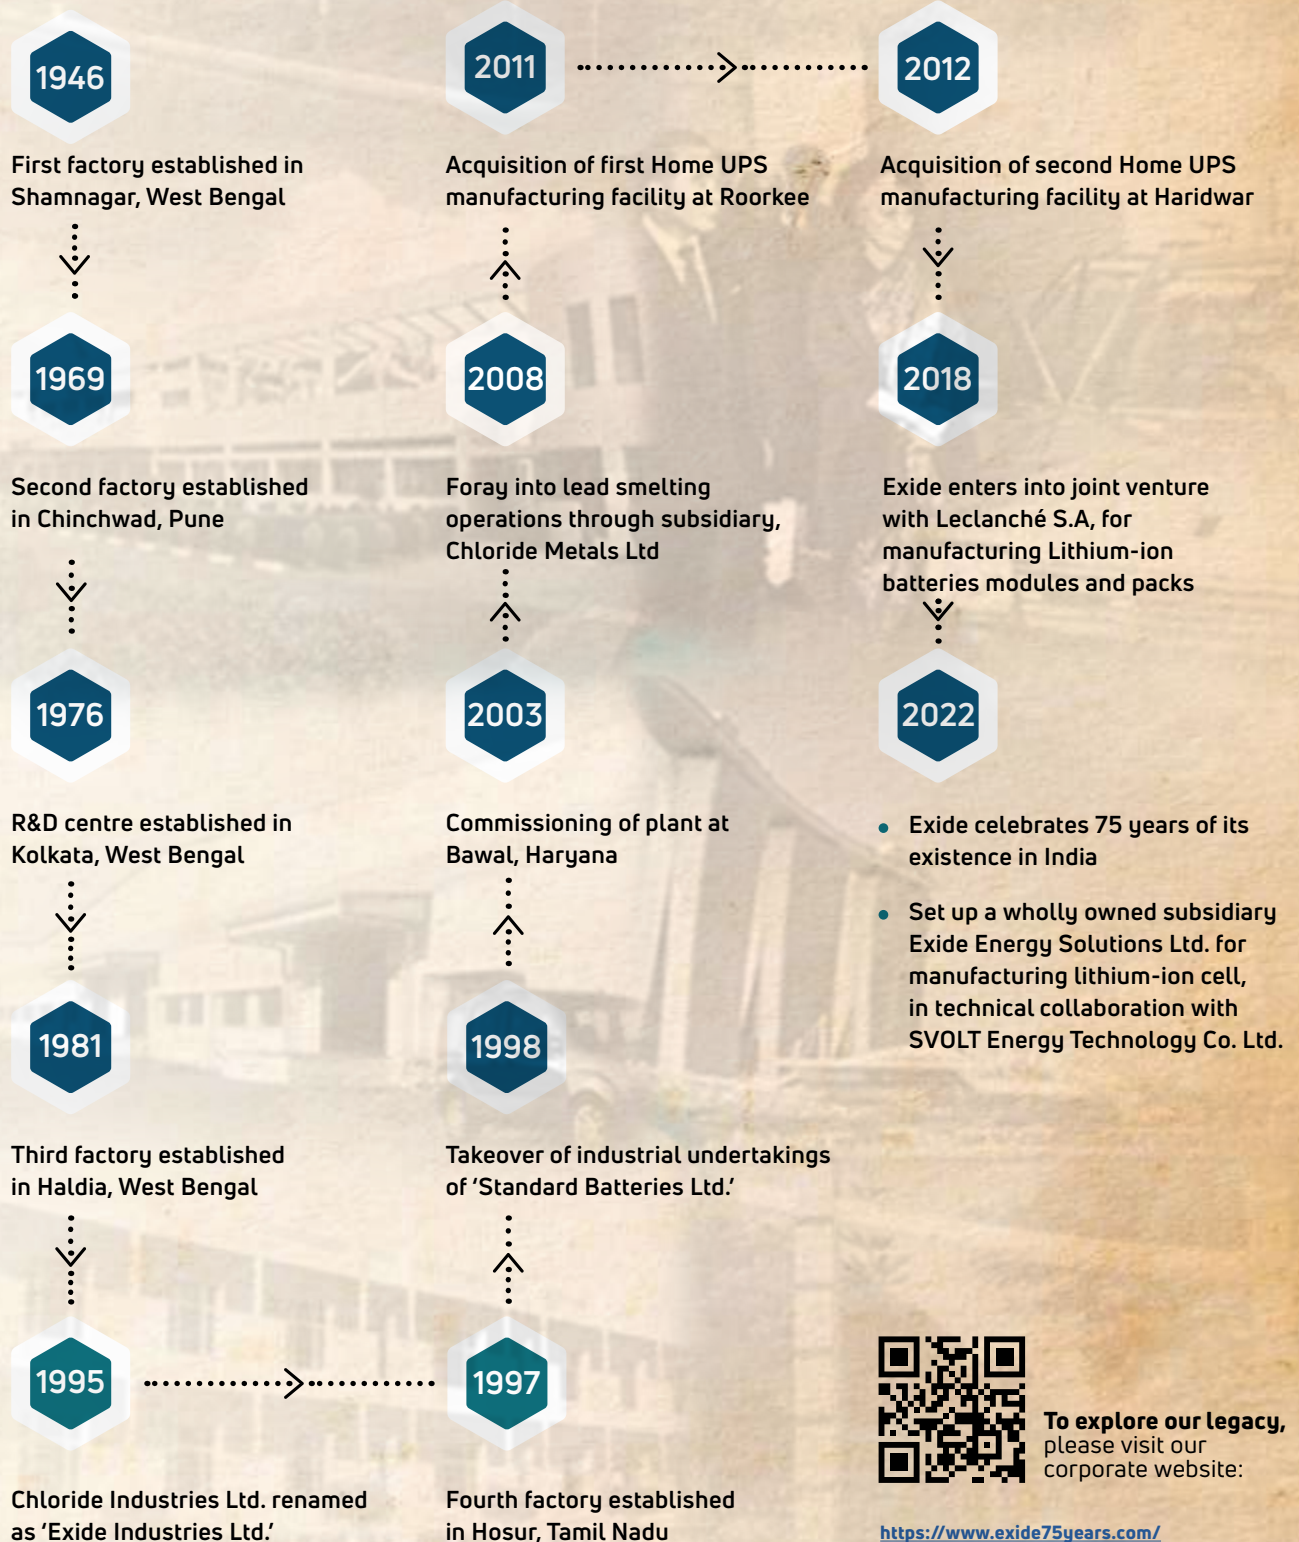 1946
First factory established in
Shamnagar, West Bengal
1969
Second factory established
in Chinchwad, Pune
1976
R&D centre established in
Kolkata, West Bengal
1981
Third factory established
in Haldia, West Bengal
1995
Chloride Industries Ltd. renamed
as ‘Exide Industries Ltd.’
1997
Fourth factory established
in Hosur, Tamil Nadu
1998
Takeover of industrial undertakings
of ‘Standard Batteries Ltd.’
2003
Commissioning of plant at
Bawal, Haryana
2008
Foray into lead smelting
operations through subsidiary,
Chloride Metals Ltd
2011
Acquisition of first Home UPS
manufacturing facility at Roorkee
2012
Acquisition of second Home UPS
manufacturing facility at Haridwar
2018
Exide enters into joint venture
with Leclanché S.A, for
manufacturing Lithium-ion
batteries modules and packs
2022
• Exide celebrates 75 years of its
existence in India
• Set up a wholly owned subsidiary
Exide Energy Solutions Ltd. for
manufacturing lithium-ion cell,
in technical collaboration with
SVOLT Energy Technology Co. Ltd.
To explore our legacy,
please visit our
corporate website:
https://www.exide75years.com/